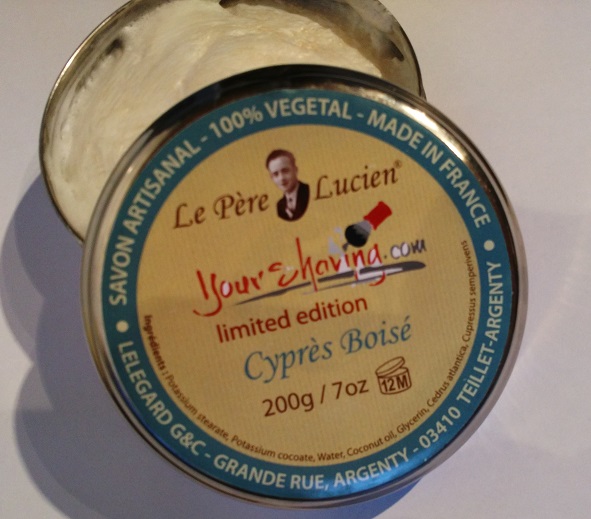 SAVON ARTISANAL - 100% VEGETAL - MADE IN FRANCE
Le Père Lucien®
YourShaving.com
limited edition
Cyprès Boisé
200g / 7oz 12M
Ingrédients : Potassium stearate, Potassium cocoate, Water, Coconut oil, Glycerin, Cedrus atlantica, Cupressus sempervirens
• LELEGARD G&C - GRANDE RUE, ARGENTY - 03410 TEILLET-ARGENTY •